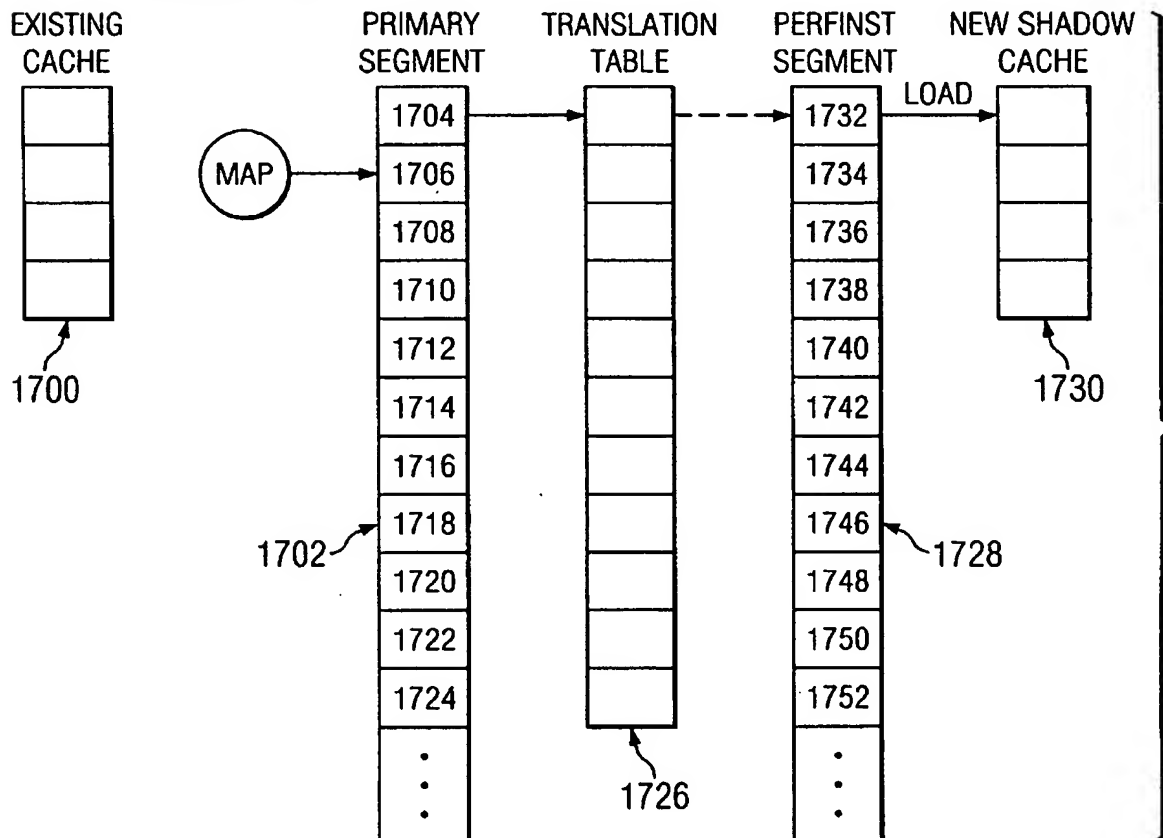 EXISTING
CACHE
PRIMARY
SEGMENT
TRANSLATION
TABLE
PERFINST
SEGMENT
NEW SHADOW
CACHE
LOAD
MAP
1704
1706
1708
1710
1712
1714
1716
1718
1720
1722
1724
1732
1734
1736
1738
1740
1742
1744
1746
1748
1750
1752
1700
1702
1726
1728
1730